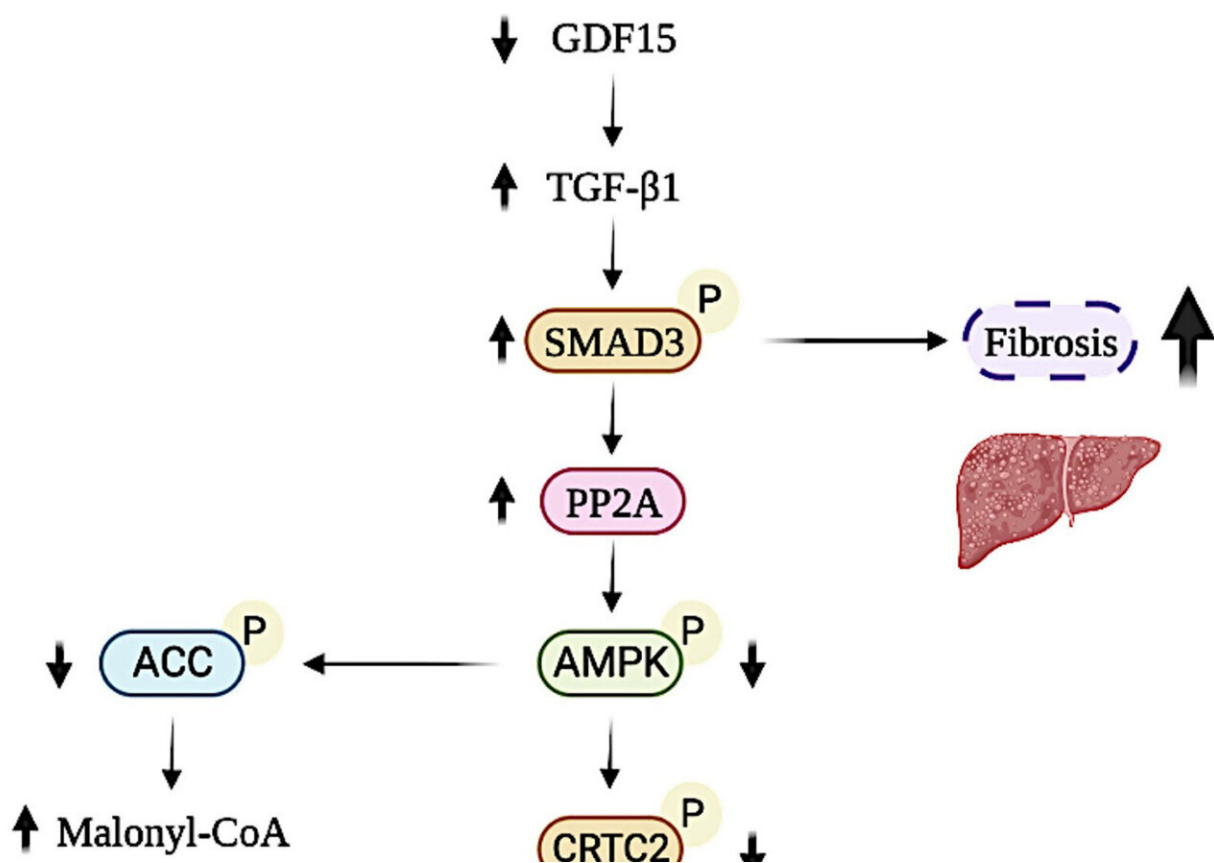 GDF15
TGF-β1
P
SMAD3
Fibrosis
PP2A
P
ACC
P
AMPK
Malonyl-CoA
P
CRTC2